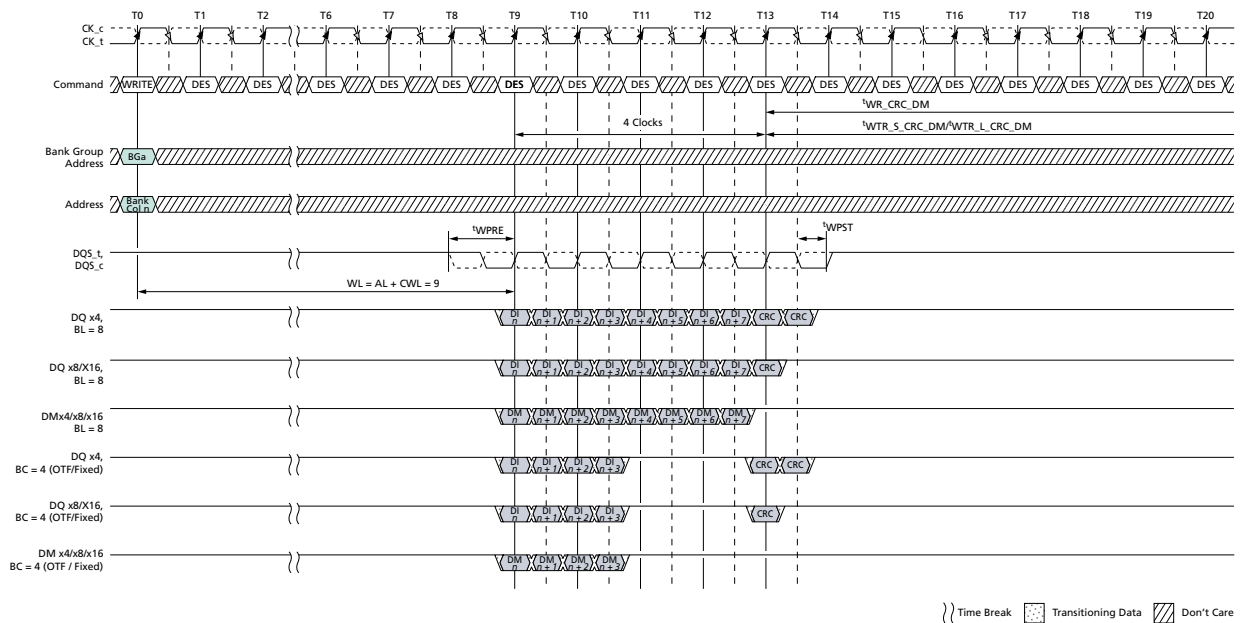 T0 T1 T2 T6 T7 T8 T9 T10 T11 T12 T13 T14 T15 T16 T17 T18 T19 T20
CK_c
CK_t
Command WRITE DES DES DES DES DES DES DES DES DES DES DES DES DES DES DES DES DES
tWR_CRC_DM
4 Clocks tWTR_S_CRC_DM/tWTR_L_CRC_DM
Bank Group
Address
BGa
Address
Bank
Col n
tWPRE tWPST
DQS_t,
DQS_c
WL = AL + CWL = 9
DQ x4,
BL = 8
DI DI DI DI DI DI DI DI CRC CRC
n n + 1 n + 2 n + 3 n + 4 n + 5 n + 6 n + 7
DQ x8/X16,
BL = 8
DI DI DI DI DI DI DI DI CRC
n n + 1 n + 2 n + 3 n + 4 n + 5 n + 6 n + 7
DMx4/x8/x16
BL = 8
DM DM DM DM DM DM DM DM
n n + 1 n + 2 n + 3 n + 4 n + 5 n + 6 n + 7
DQ x4,
BC = 4 (OTF/Fixed)
DI DI DI DI CRC CRC
n n + 1 n + 2 n + 3
DQ x8/X16,
BC = 4 (OTF/Fixed)
DI DI DI DI CRC
n n + 1 n + 2 n + 3
DM x4/x8/x16
BC = 4 (OTF / Fixed)
DM DM DM DM
n n + 1 n + 2 n + 3
Time Break Transitioning Data Don't Care